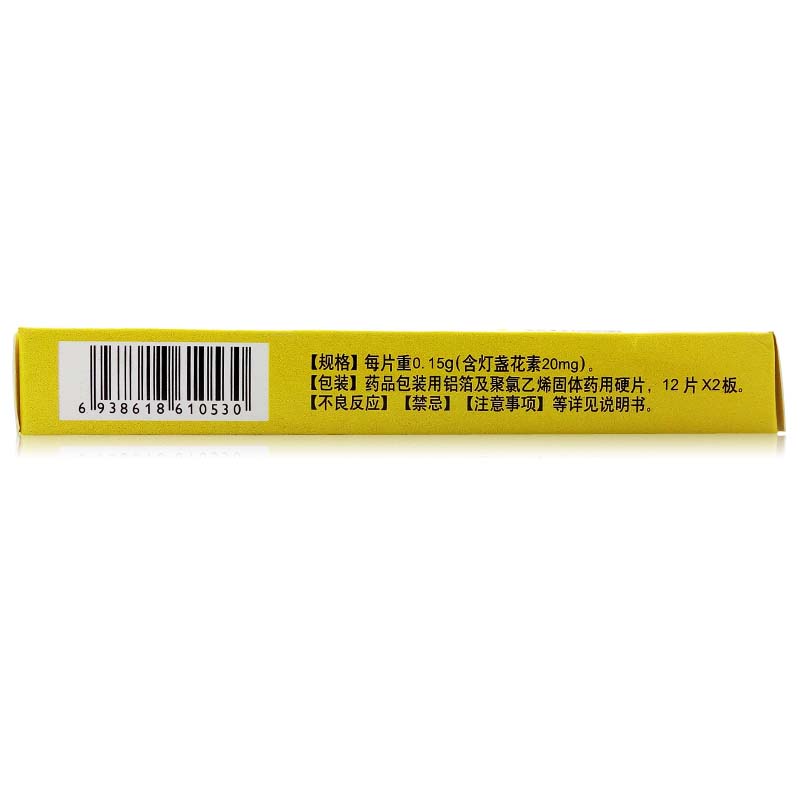 【规格】每片重0.15g(含灯盏花素20mg)。
【包装】药品包装用铝箔及聚氯乙烯固体药用硬片，12片X2板。
【不良反应】【禁忌】【注意事项】等详见说明书。
6 938618 610530